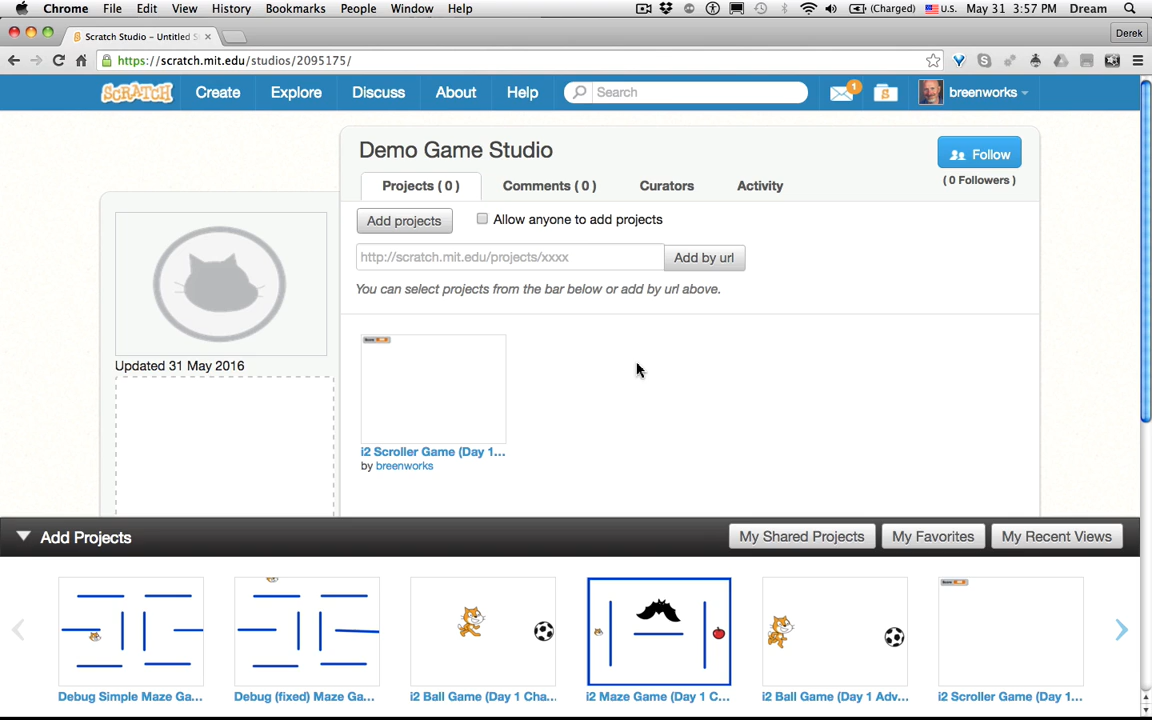 Chrome File Edit View History Bookmarks People Window Help (Charged) U.S. May 31 3:57 PM Dream
Scratch Studio – Untitled S
Derek
https://scratch.mit.edu/studios/2095175/
SCRATCH Create Explore Discuss About Help Search 1 S breenworks
Demo Game Studio
Follow
Projects ( 0 ) Comments ( 0 ) Curators Activity
( 0 Followers )
Add projects Allow anyone to add projects
http://scratch.mit.edu/projects/xxxx Add by url
You can select projects from the bar below or add by url above.
Updated 31 May 2016
i2 Scroller Game (Day 1...
by breenworks
Add Projects My Shared Projects My Favorites My Recent Views
Debug Simple Maze Ga... Debug (fixed) Maze Ga... i2 Ball Game (Day 1 Cha... i2 Maze Game (Day 1 C... i2 Ball Game (Day 1 Adv... i2 Scroller Game (Day 1...